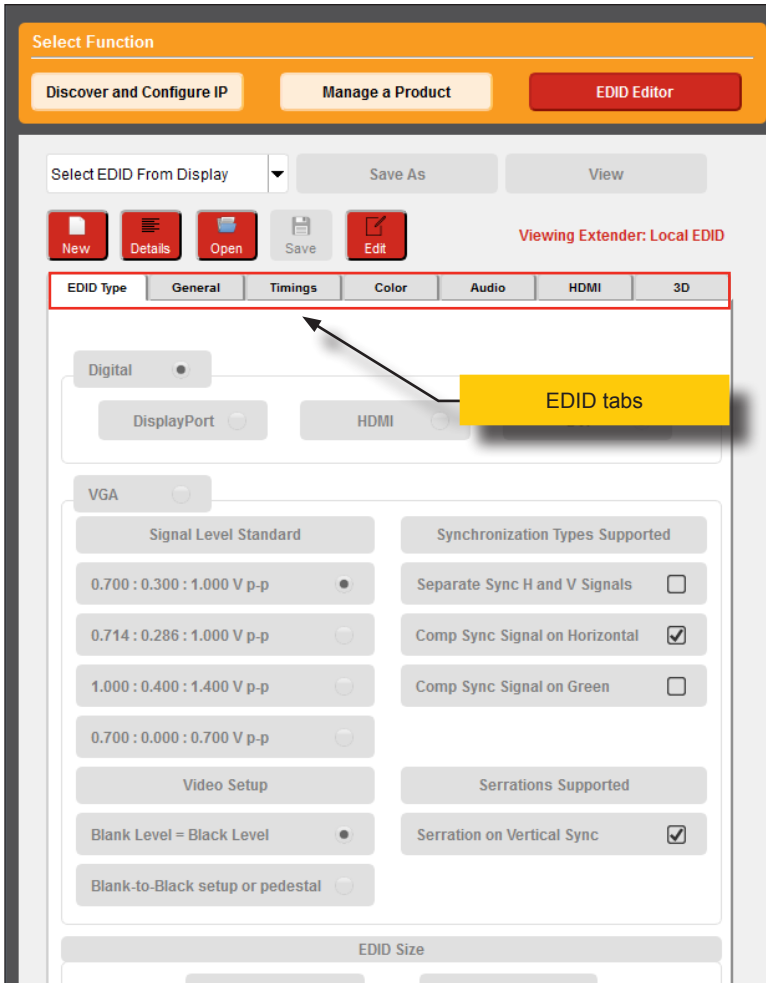 Select Function
Discover and Configure IP Manage a Product EDID Editor
Select EDID From Display Save As View
New Details Open Save Edit Viewing Extender: Local EDID
EDID Type General Timings Color Audio HDMI 3D
Digital
EDID tabs
DisplayPort HDMI
VGA
Signal Level Standard Synchronization Types Supported
0.700 : 0.300 : 1.000 V p-p Separate Sync H and V Signals
0.714 : 0.286 : 1.000 V p-p Comp Sync Signal on Horizontal
1.000 : 0.400 : 1.400 V p-p Comp Sync Signal on Green
0.700 : 0.000 : 0.700 V p-p
Video Setup Serrations Supported
Blank Level = Black Level Serration on Vertical Sync
Blank-to-Black setup or pedestal
EDID Size